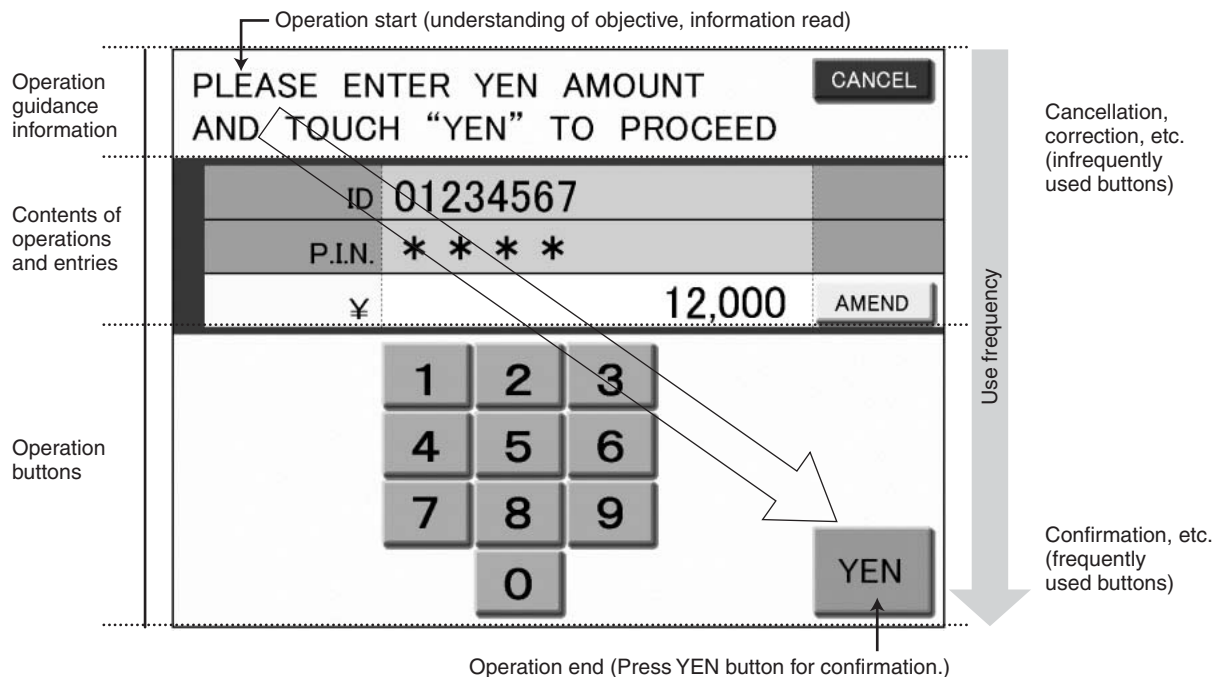 Operation start (understanding of objective, information read)
Operation
guidance
information
PLEASE ENTER YEN AMOUNT
AND TOUCH “YEN” TO PROCEED
CANCEL
Cancellation,
correction, etc.
(infrequently
used buttons)
Contents of
operations
and entries
ID 01234567
P.I.N. * * * *
¥ 12,000 AMEND
Use frequency
Operation
buttons
1 2 3
4 5 6
7 8 9
0
YEN
Confirmation, etc.
(frequently
used buttons)
Operation end (Press YEN button for confirmation.)